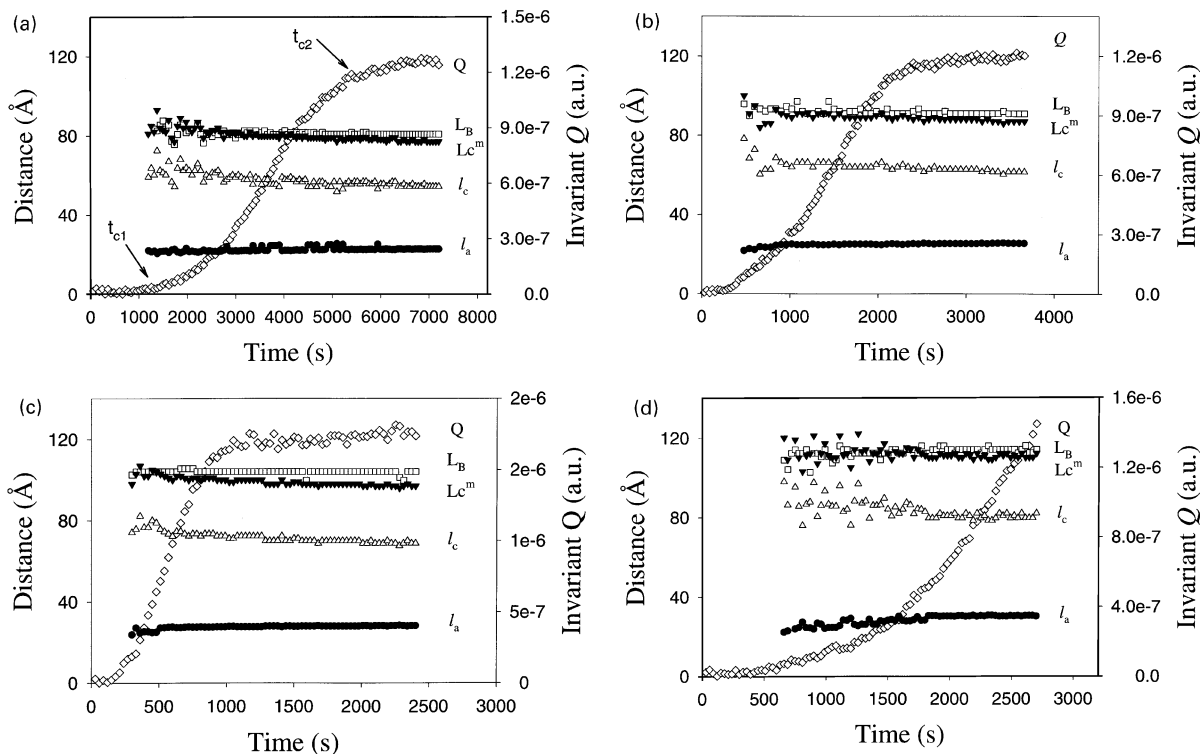 (a)
Distance (Å)
Invariant Q (a.u.)
Time (s)
0 40 80 120
0.0 3.0e-7 6.0e-7 9.0e-7 1.2e-6 1.5e-6
0 1000 2000 3000 4000 5000 6000 7000 8000
t_c1
t_c2
Q
L_B
Lc^m
l_c
l_a
(b)
Distance (Å)
Invariant Q (a.u.)
Time (s)
0 40 80 120
0.0 3.0e-7 6.0e-7 9.0e-7 1.2e-6
0 1000 2000 3000 4000
Q
L_B
Lc^m
l_c
l_a
(c)
Distance (Å)
Invariant Q (a.u.)
Time (s)
0 40 80 120
0 5e-7 1e-6 2e-6 2e-6
0 500 1000 1500 2000 2500 3000
Q
L_B
Lc^m
l_c
l_a
(d)
Distance (Å)
Invariant Q (a.u.)
Time (s)
0 40 80 120
0.0 4.0e-7 8.0e-7 1.2e-6 1.6e-6
0 500 1000 1500 2000 2500 3000
Q
L_B
Lc^m
l_c
l_a